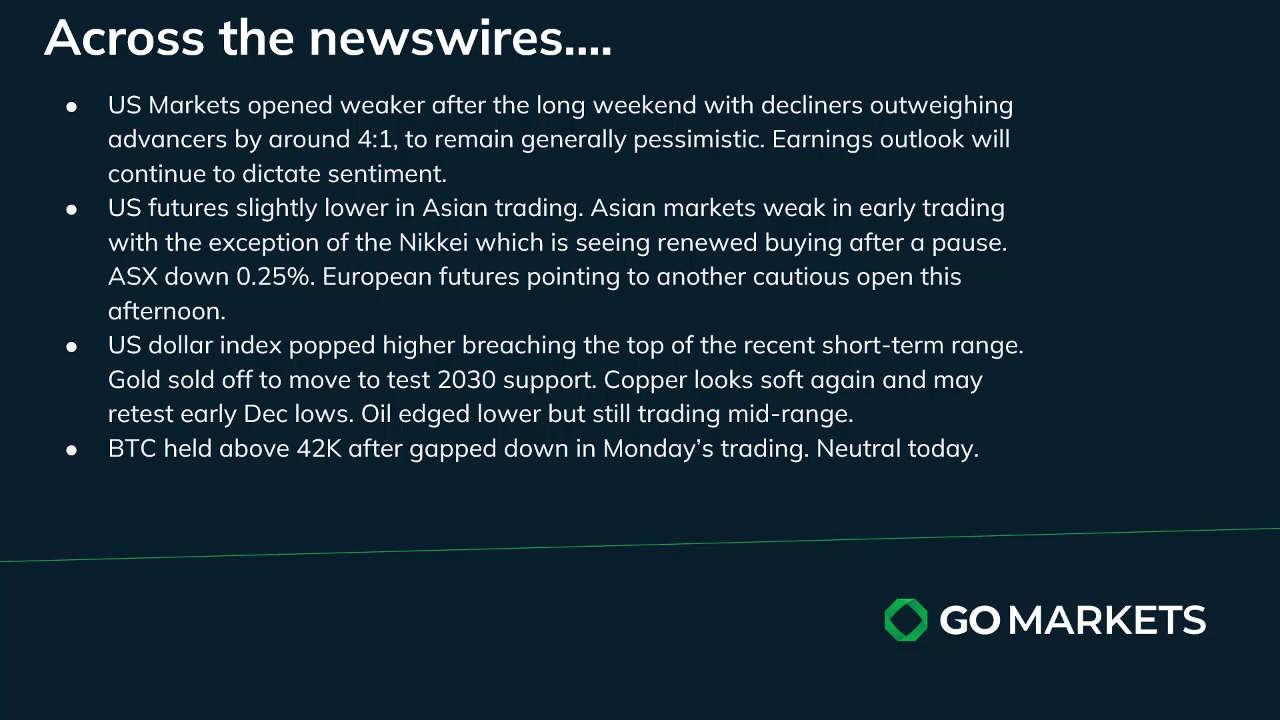 Across the newswires....
● US Markets opened weaker after the long weekend with decliners outweighing
advancers by around 4:1, to remain generally pessimistic. Earnings outlook will
continue to dictate sentiment.
● US futures slightly lower in Asian trading. Asian markets weak in early trading
with the exception of the Nikkei which is seeing renewed buying after a pause.
ASX down 0.25%. European futures pointing to another cautious open this
afternoon.
● US dollar index popped higher breaching the top of the recent short-term range.
Gold sold off to move to test 2030 support. Copper looks soft again and may
retest early Dec lows. Oil edged lower but still trading mid-range.
● BTC held above 42K after gapped down in Monday’s trading. Neutral today.
GO MARKETS